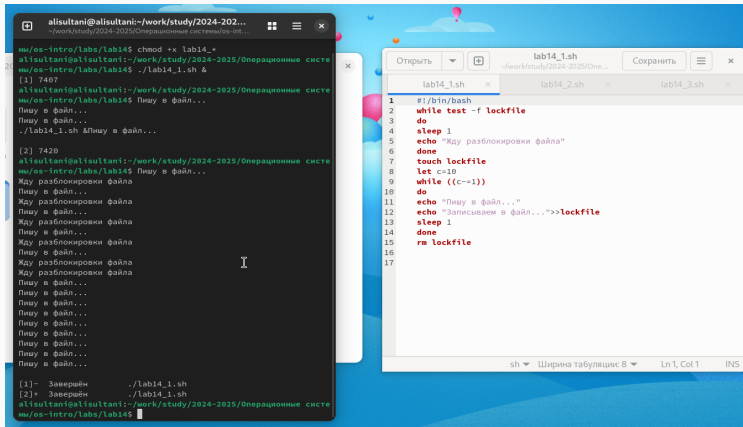 alisultani@alisultani:~/work/study/2024-202...
~/work/study/2024-2025/Операционные системы/os-int...
мы/os-intro/labs/lab14$ chmod +x lab14_*
alisultani@alisultani:~/work/study/2024-2025/Операционные систе
мы/os-intro/labs/lab14$ ./lab14_1.sh &
[1] 7407
alisultani@alisultani:~/work/study/2024-2025/Операционные систе
мы/os-intro/labs/lab14$ Пишу в файл...
Пишу в файл...
Пишу в файл...
./lab14_1.sh &Пишу в файл...
[2] 7420
alisultani@alisultani:~/work/study/2024-2025/Операционные систе
мы/os-intro/labs/lab14$ Пишу в файл...
Жду разблокировки файла
Пишу в файл...
Жду разблокировки файла
Пишу в файл...
Жду разблокировки файла
Пишу в файл...
Жду разблокировки файла
Пишу в файл...
Жду разблокировки файла
Жду разблокировки файла
Пишу в файл...
Пишу в файл...
Пишу в файл...
Пишу в файл...
Пишу в файл...
Пишу в файл...
Пишу в файл...
Пишу в файл...
Пишу в файл...
[1]-  Завершён        ./lab14_1.sh
[2]+  Завершён        ./lab14_1.sh
alisultani@alisultani:~/work/study/2024-2025/Операционные систе
мы/os-intro/labs/lab14$
Открыть
lab14_1.sh
~/work/study/2024-2025/Опе...
Сохранить
lab14_1.sh
lab14_2.sh
lab14_3.sh
1 #!/bin/bash
2 while test -f lockfile
3 do
4 sleep 1
5 echo "Жду разблокировки файла"
6 done
7 touch lockfile
8 let c=10
9 while ((c-=1))
10 do
11 echo "Пишу в файл..."
12 echo "Записываем в файл...">>lockfile
13 sleep 1
14 done
15 rm lockfile
16
17
sh
Ширина табуляции: 8
Ln 1, Col 1
INS